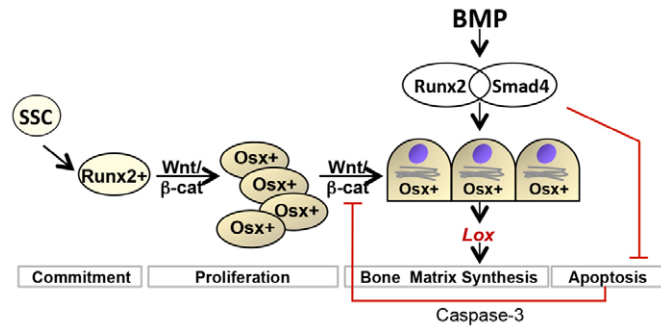 BMP
Runx2 Smad4
SSC
Runx2+
Wnt/
β-cat
Osx+
Osx+
Osx+
Osx+
Wnt/
β-cat
Osx+ Osx+ Osx+
Lox
Commitment Proliferation Bone Matrix Synthesis Apoptosis
Caspase-3